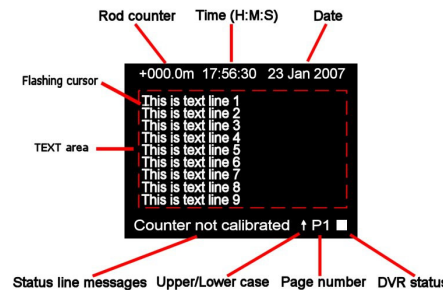 Rod counter Time (H:M:S) Date
+000.0m 17:56:30 23 Jan 2007
Flashing cursor
This is text line 1
This is text line 2
This is text line 3
This is text line 4
TEXT area
This is text line 5
This is text line 6
This is text line 7
This is text line 8
This is text line 9
Counter not calibrated ↑ P1
Status line messages Upper/Lower case Page number DVR status